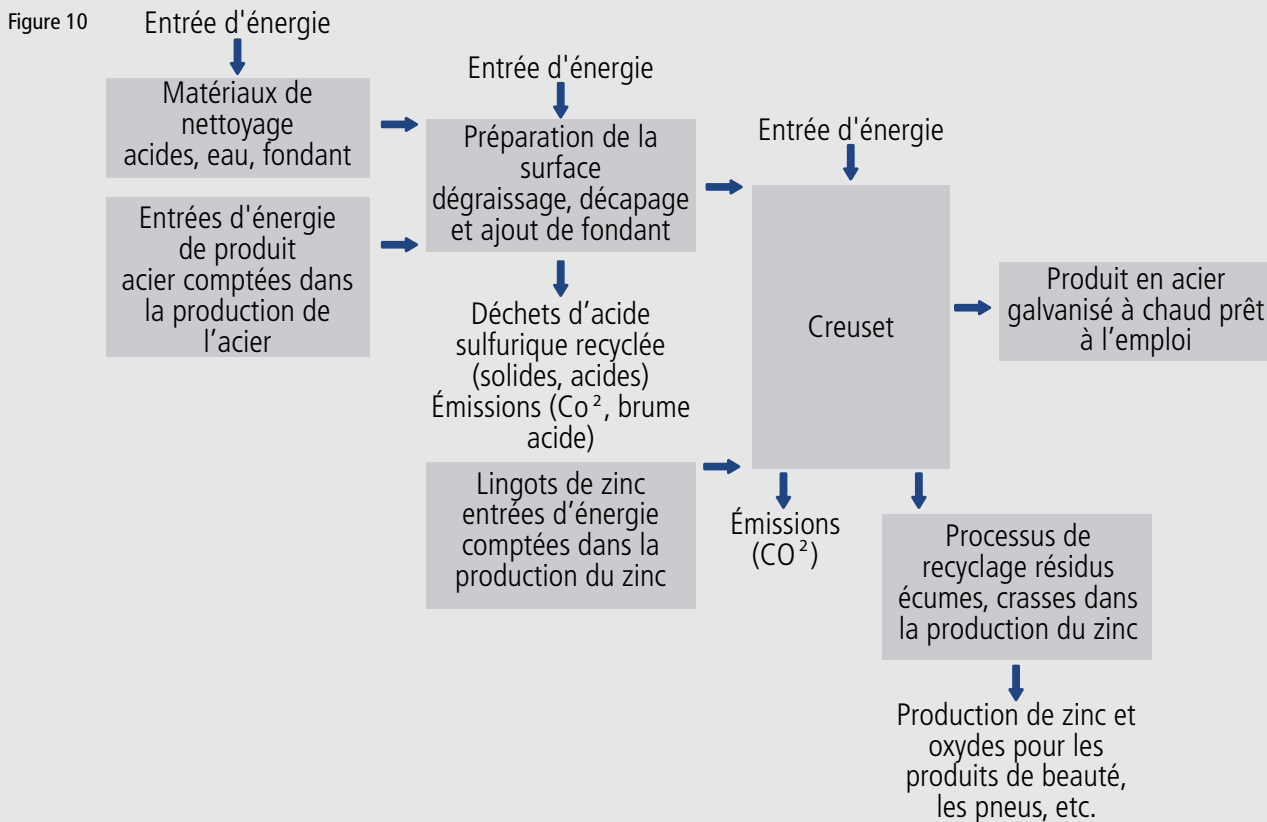 Figure 10
Entrée d'énergie
Matériaux de
nettoyage
acides, eau, fondant
Entrées d'énergie
de produit
acier comptées dans
la production de
l’acier
Entrée d'énergie
Préparation de la
surface
dégraissage, décapage
et ajout de fondant
Déchets d’acide
sulfurique recyclée
(solides, acides)
Émissions (Co², brume
acide)
Lingots de zinc
entrées d’énergie
comptées dans la
production du zinc
Entrée d'énergie
Creuset
Émissions
(CO²)
Produit en acier
galvanisé à chaud prêt
à l’emploi
Processus de
recyclage résidus
écumes, crasses dans
la production du zinc
Production de zinc et
oxydes pour les
produits de beauté,
les pneus, etc.